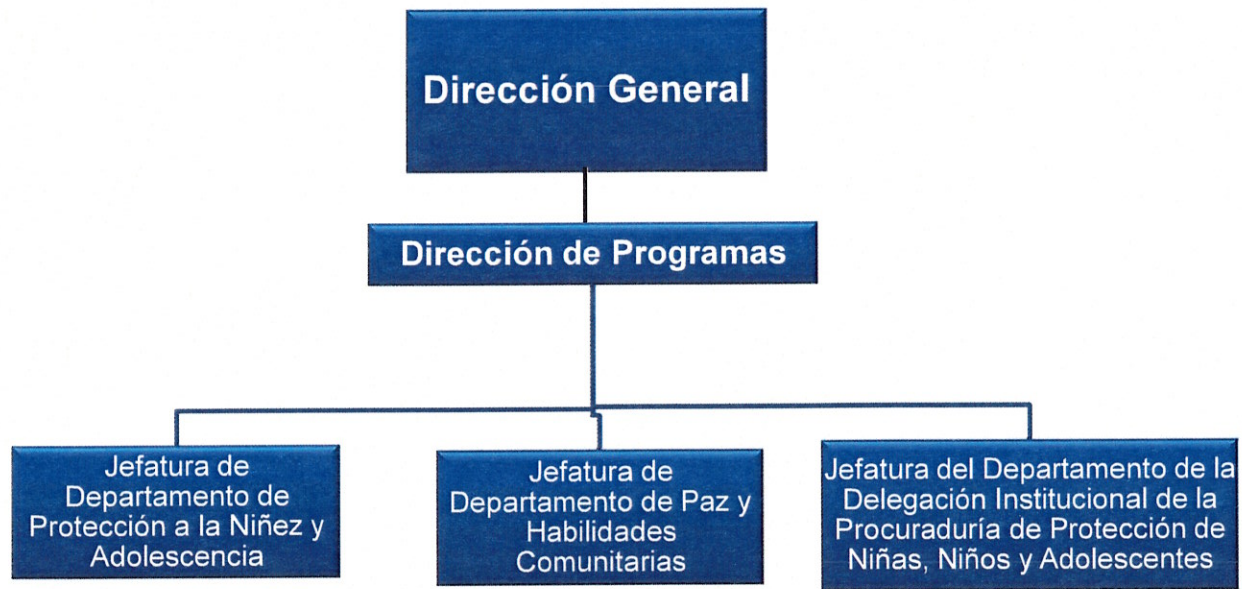 Dirección General
Dirección de Programas
Jefatura de
Departamento de
Protección a la Niñez y
Adolescencia
Jefatura de
Departamento de Paz y
Habilidades
Comunitarias
Jefatura del Departamento de la
Delegación Institucional de la
Procuraduría de Protección de
Niñas, Niños y Adolescentes